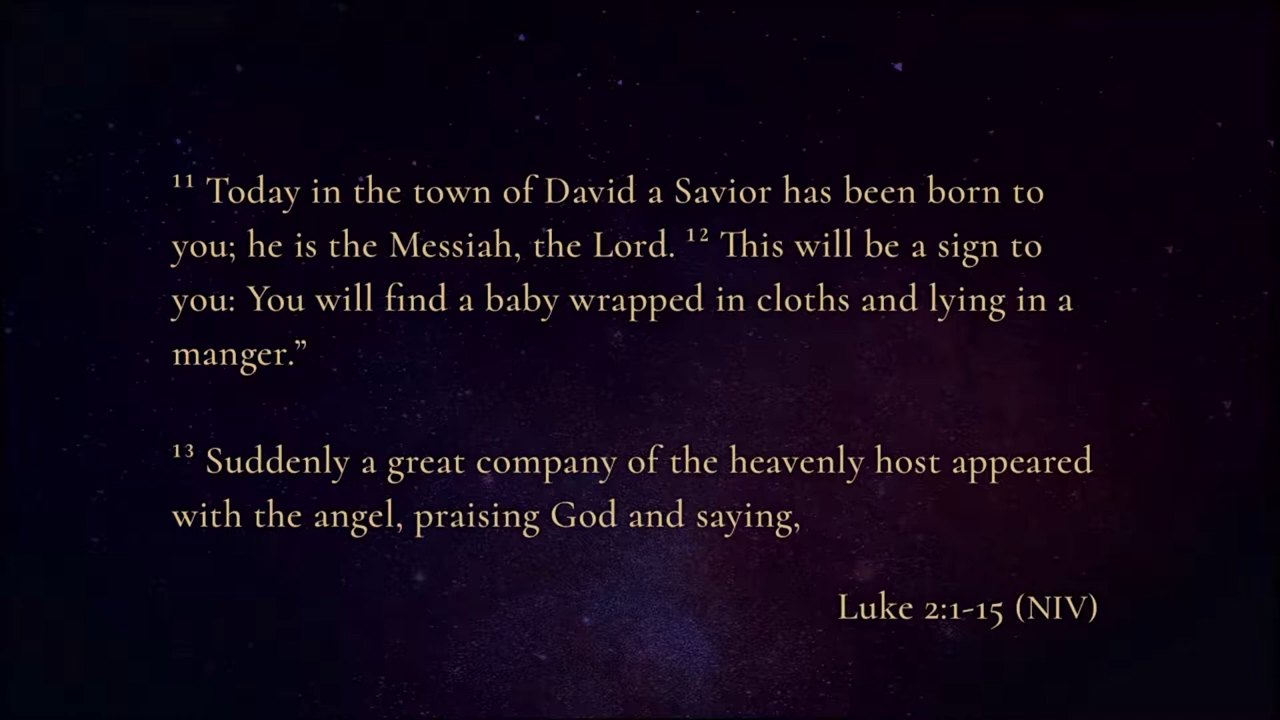 ¹¹ Today in the town of David a Savior has been born to
you; he is the Messiah, the Lord. ¹² This will be a sign to
you: You will find a baby wrapped in cloths and lying in a
manger.”
¹³ Suddenly a great company of the heavenly host appeared
with the angel, praising God and saying,
Luke 2:1-15 (NIV)